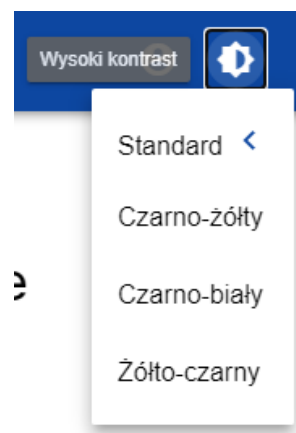 Wysoki kontrast
Standard
Czarno-żółty
e
Czarno-biały
Żółto-czarny